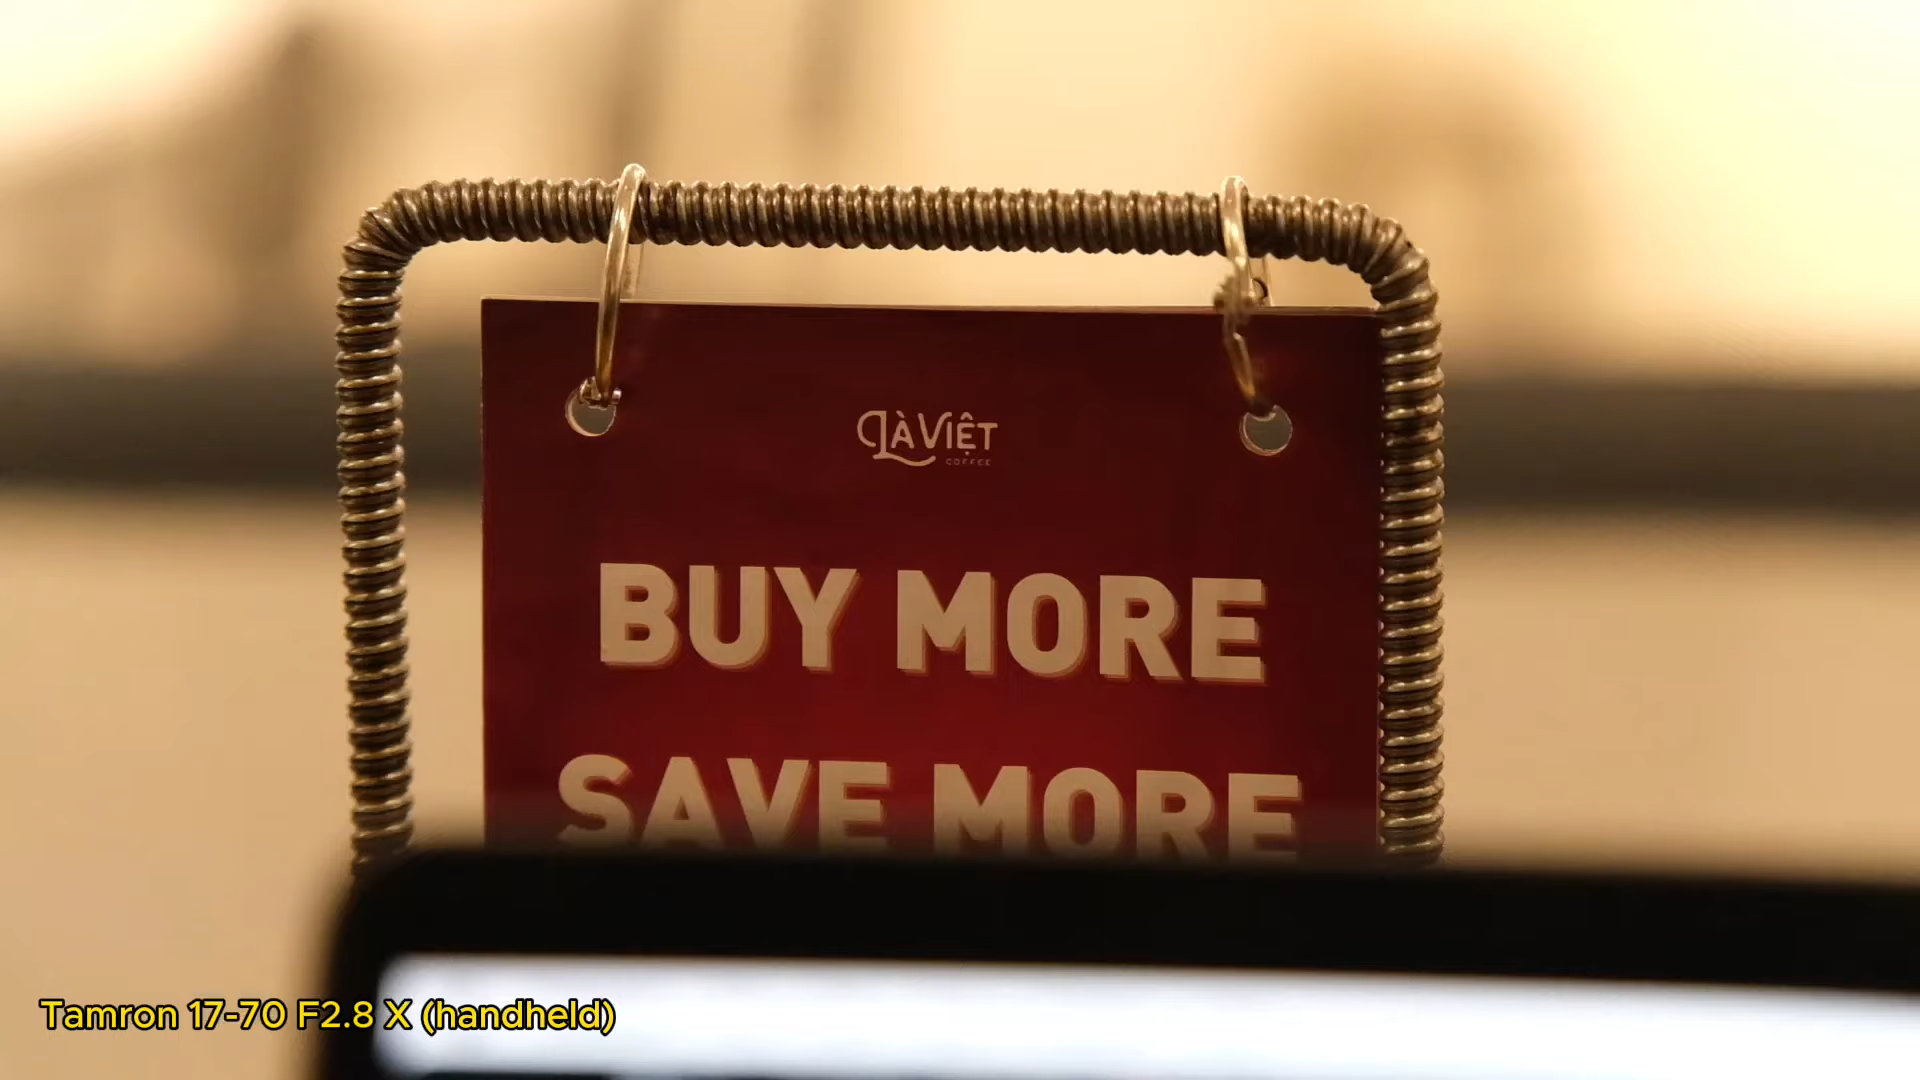 LÀ VIỆT
COFFEE
BUY MORE
SAVE MORE
Tamron 17-70 F2.8 X (handheld)